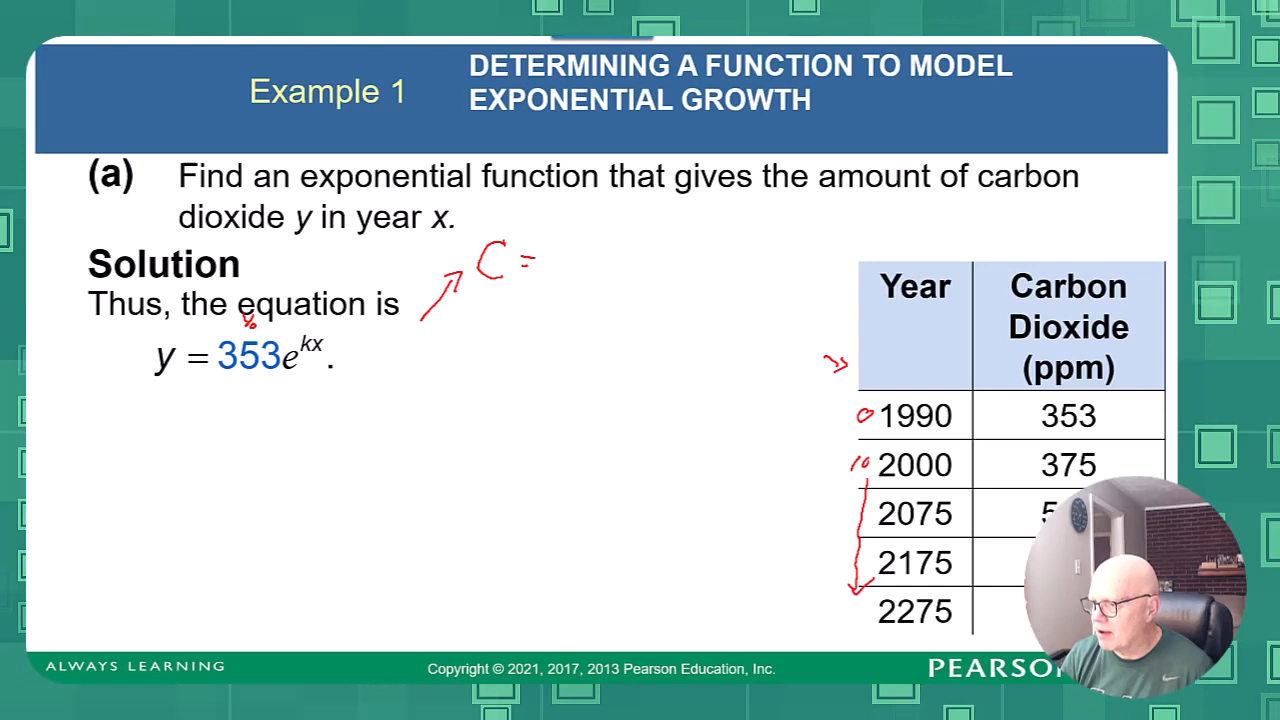 Example 1
DETERMINING A FUNCTION TO MODEL
EXPONENTIAL GROWTH
(a) Find an exponential function that gives the amount of carbon
dioxide y in year x.
Solution
C =
Thus, the equation is
y = 353e^{kx}.
Year Carbon Dioxide (ppm)
0 1990 353
10 2000 375
2075 5
2175
2275
ALWAYS LEARNING
Copyright © 2021, 2017, 2013 Pearson Education, Inc.
PEARSON